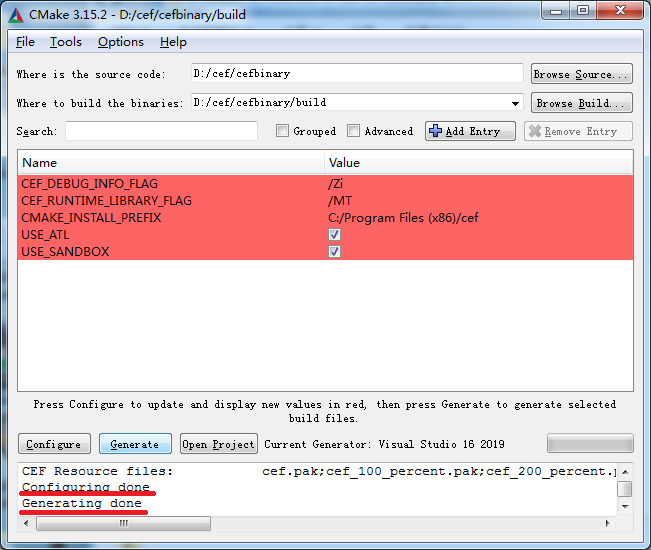 CMake 3.15.2 - D:/cef/cefbinary/build
File Tools Options Help
Where is the source code: D:/cef/cefbinary Browse Source...
Where to build the binaries: D:/cef/cefbinary/build Browse Build...
Search: Grouped Advanced Add Entry Remove Entry
Name Value
CEF_DEBUG_INFO_FLAG /Zi
CEF_RUNTIME_LIBRARY_FLAG /MT
CMAKE_INSTALL_PREFIX C:/Program Files (x86)/cef
USE_ATL
USE_SANDBOX
Press Configure to update and display new values in red, then press Generate to generate selected
build files.
Configure Generate Open Project Current Generator: Visual Studio 16 2019
CEF Resource files: cef.pak;cef_100_percent.pak;cef_200_percent.p
Configuring done
Generating done